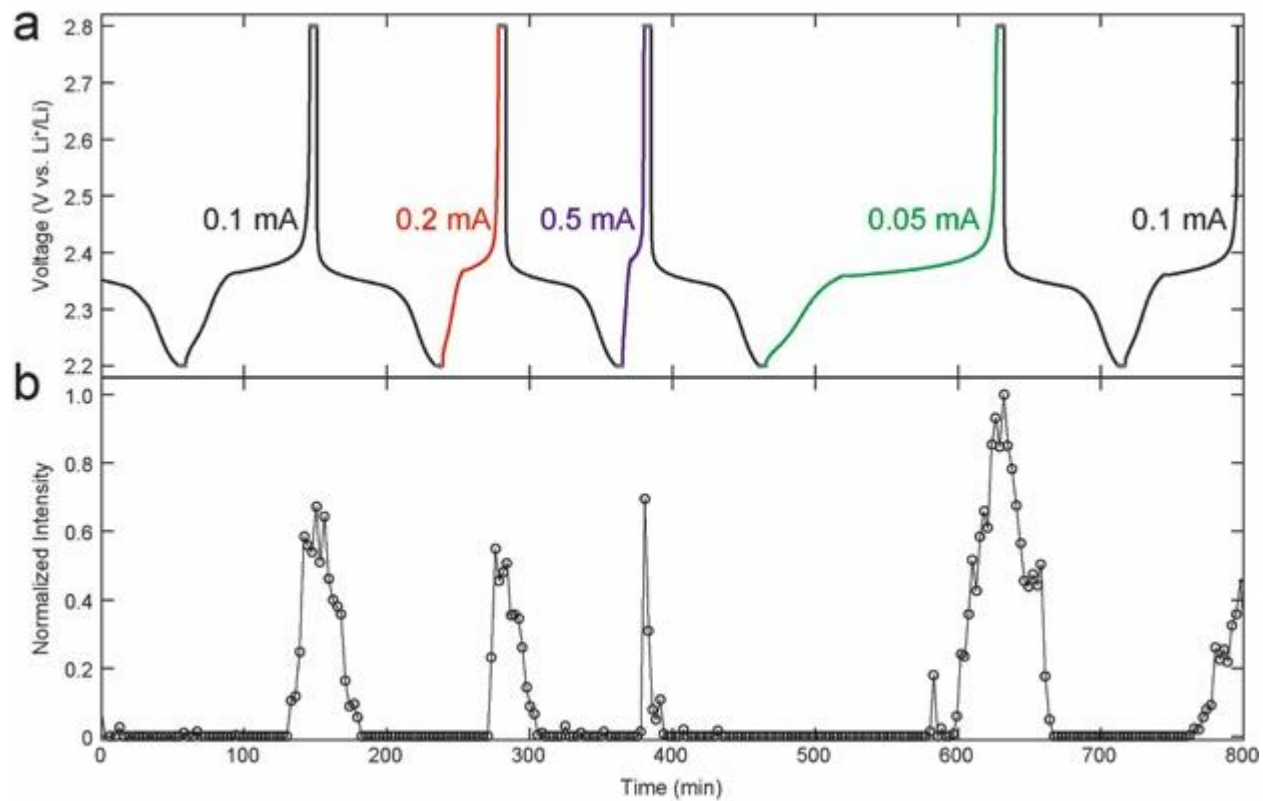 a
Voltage (V vs. Li⁺/Li)
2.8
2.7
2.6
2.5
2.4
2.3
2.2
0.1 mA
0.2 mA
0.5 mA
0.05 mA
0.1 mA
b
Normalized Intensity
1.0
0.8
0.6
0.4
0.2
0
0 100 200 300 400 500 600 700 800
Time (min)